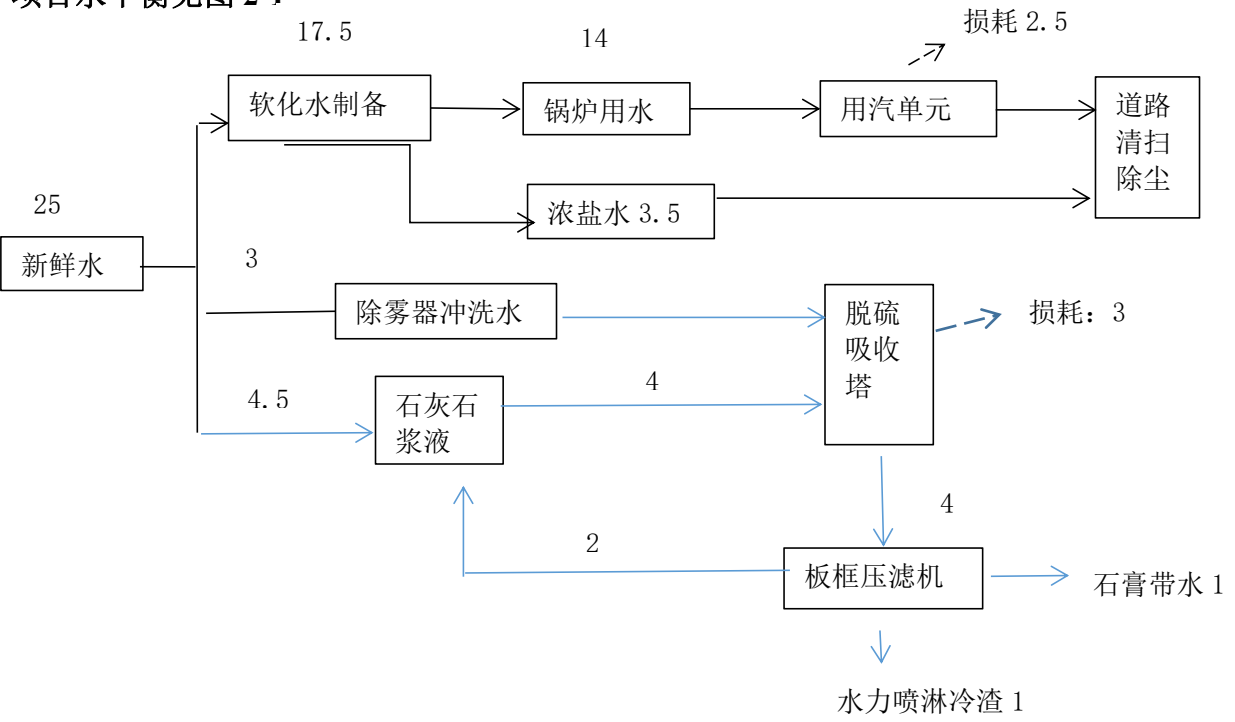 17.5
14
损耗 2.5
软化水制备
锅炉用水
用汽单元
道路
清扫
除尘
25
浓盐水 3.5
新鲜水
3
除雾器冲洗水
脱硫
吸收
塔
损耗：3
4.5
石灰石
浆液
4
4
2
板框压滤机
石膏带水 1
水力喷淋冷渣 1